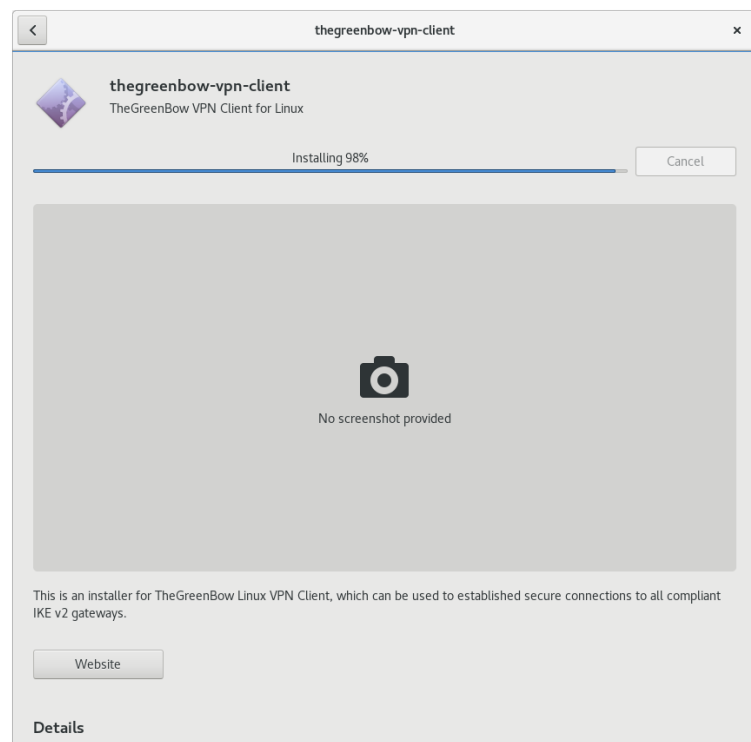 thegreenbow-vpn-client
thegreenbow-vpn-client
TheGreenBow VPN Client for Linux
Installing 98%
Cancel
No screenshot provided
This is an installer for TheGreenBow Linux VPN Client, which can be used to established secure connections to all compliant
IKE v2 gateways.
Website
Details